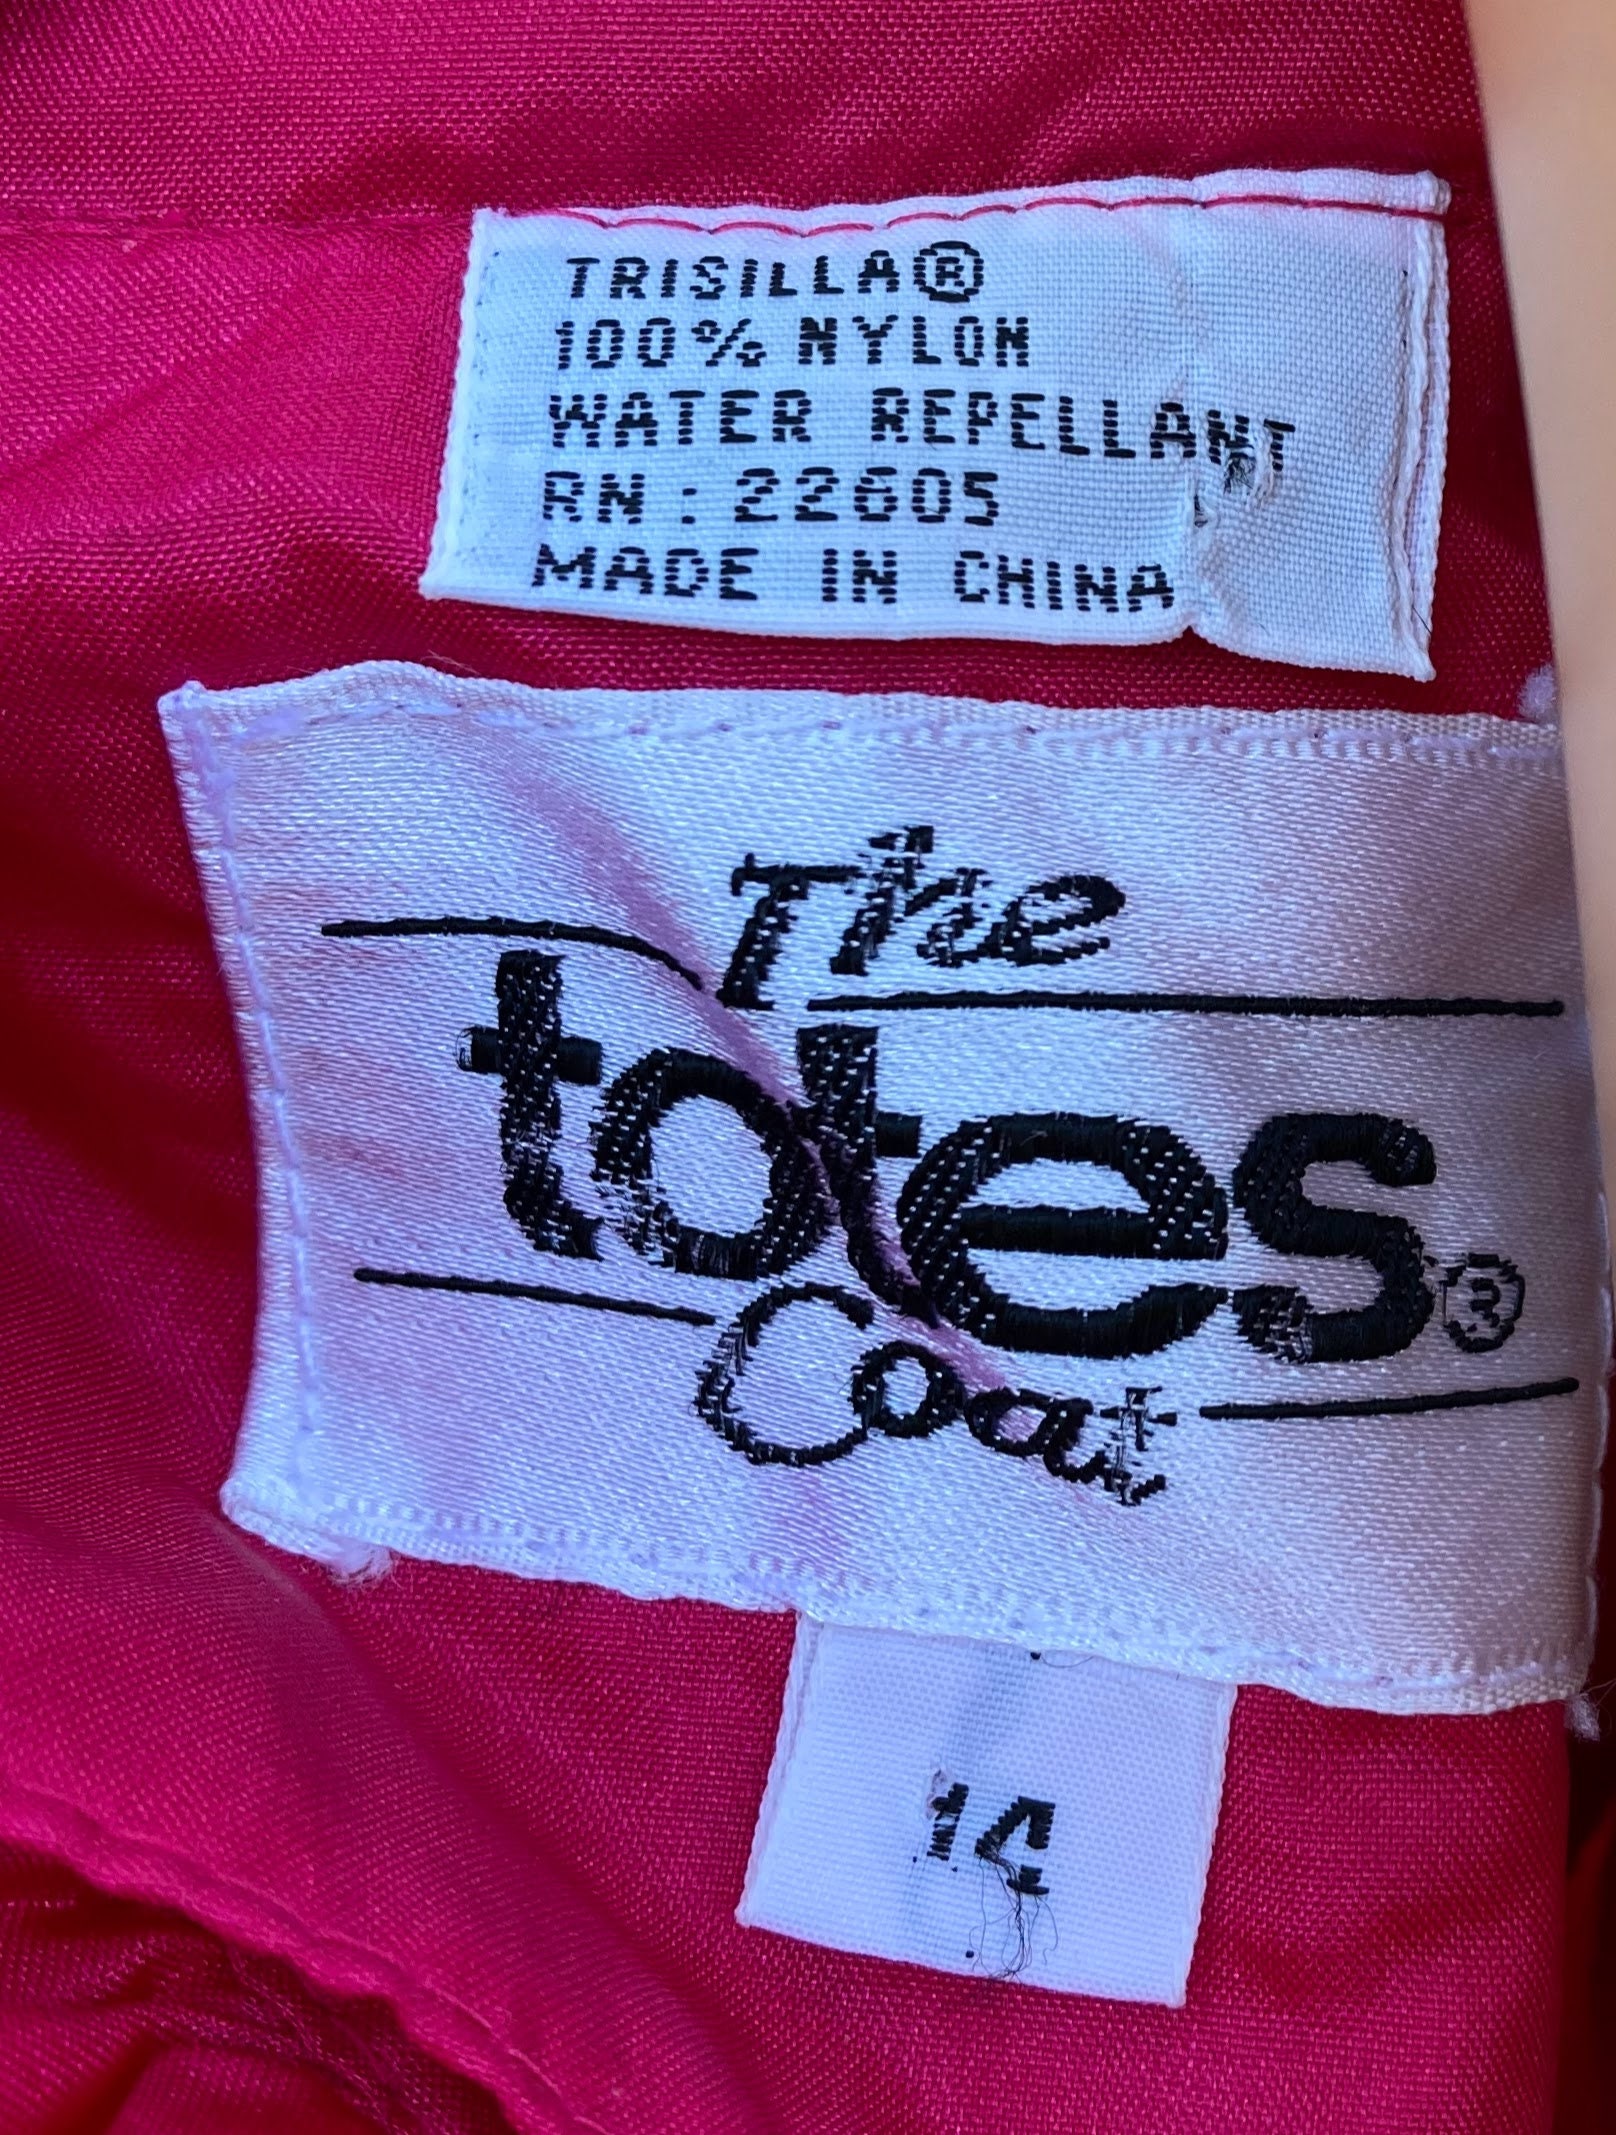 TRISILLA®
100% NYLON
WATER REPELLANT
RN : 22605
MADE IN CHINA
The
totes®
Coat
14